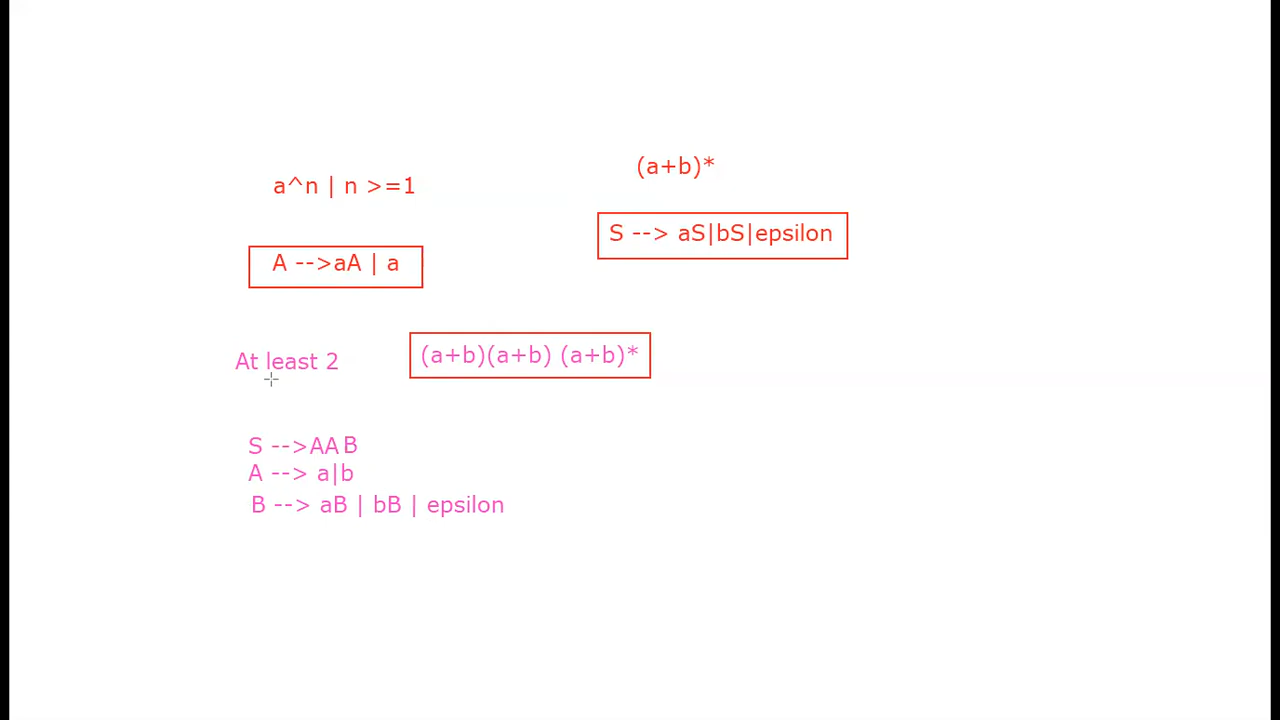 (a+b)*
a^n | n >=1
S --> aS|bS|epsilon
A -->aA | a
At least 2
(a+b)(a+b) (a+b)*
S -->AA B
A --> a|b
B --> aB | bB | epsilon